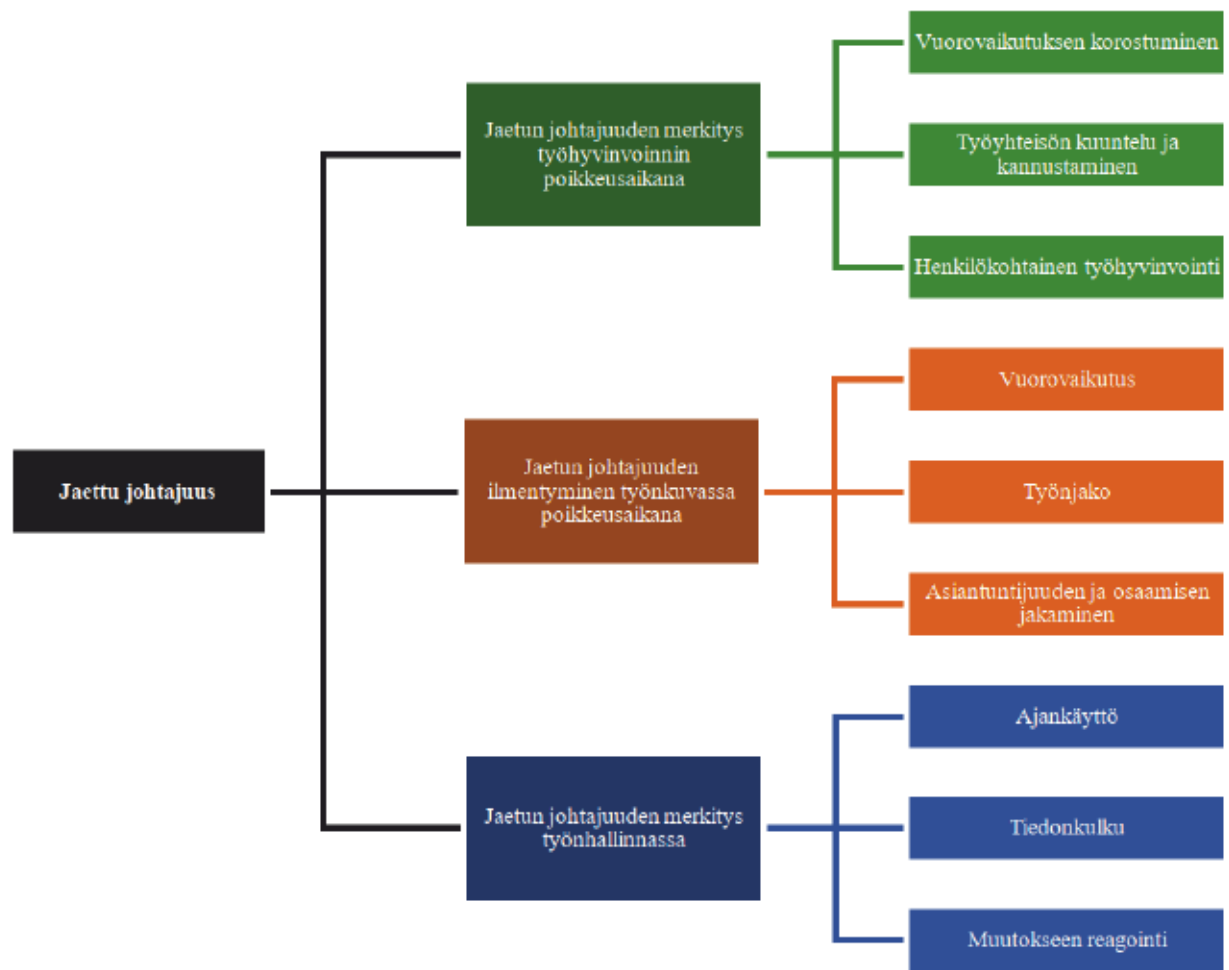 Vuorovaikutuksen korostuminen
Jaetun johtajuuden merkitys
työhyvinvoinnin
poikkeusaikana
Työyhteisön kuuntelu ja
kannustaminen
Henkilökohtainen työhyvinvointi
Jaettu johtajuus
Jaetun johtajuuden
ilmentyminen työnkuvassa
poikkeusaikana
Vuorovaikutus
Työnjako
Asiantuntijuuden ja osaamisen
jakaminen
Jaetun johtajuuden merkitys
työnhallinnassa
Ajankäyttö
Tiedonkulku
Muutokseen reagointi